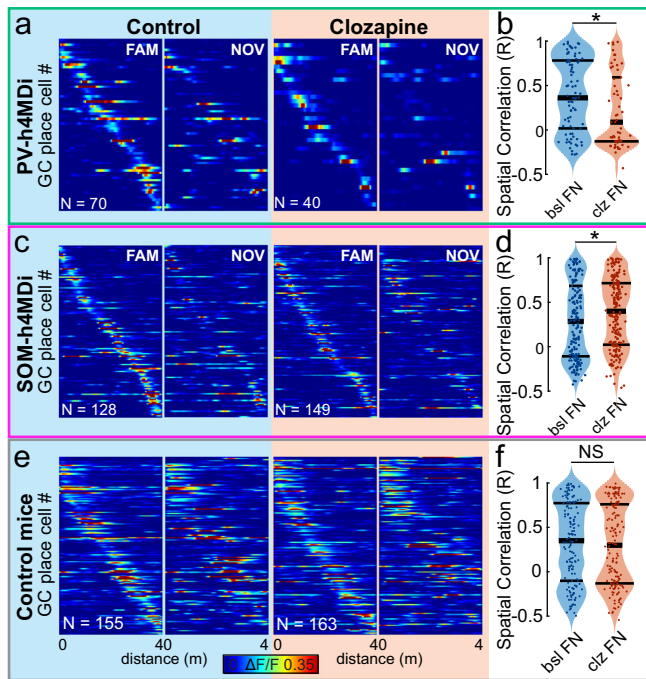 a
Control
Clozapine
b
PV-h4MDi
GC place cell #
FAM
NOV
FAM
NOV
N = 70
N = 40
Spatial Correlation (R)
1
0.5
0
-0.5
*
bsl FN
clz FN
c
SOM-h4MDi
GC place cell #
FAM
NOV
FAM
NOV
N = 128
N = 149
d
Spatial Correlation (R)
1
0.5
0
-0.5
*
bsl FN
clz FN
e
Control mice
GC place cell #
N = 155
N = 163
0
40
4
0
40
4
distance (m)
distance (m)
0 ΔF/F 0.35
f
Spatial Correlation (R)
1
0.5
0
-0.5
NS
bsl FN
clz FN